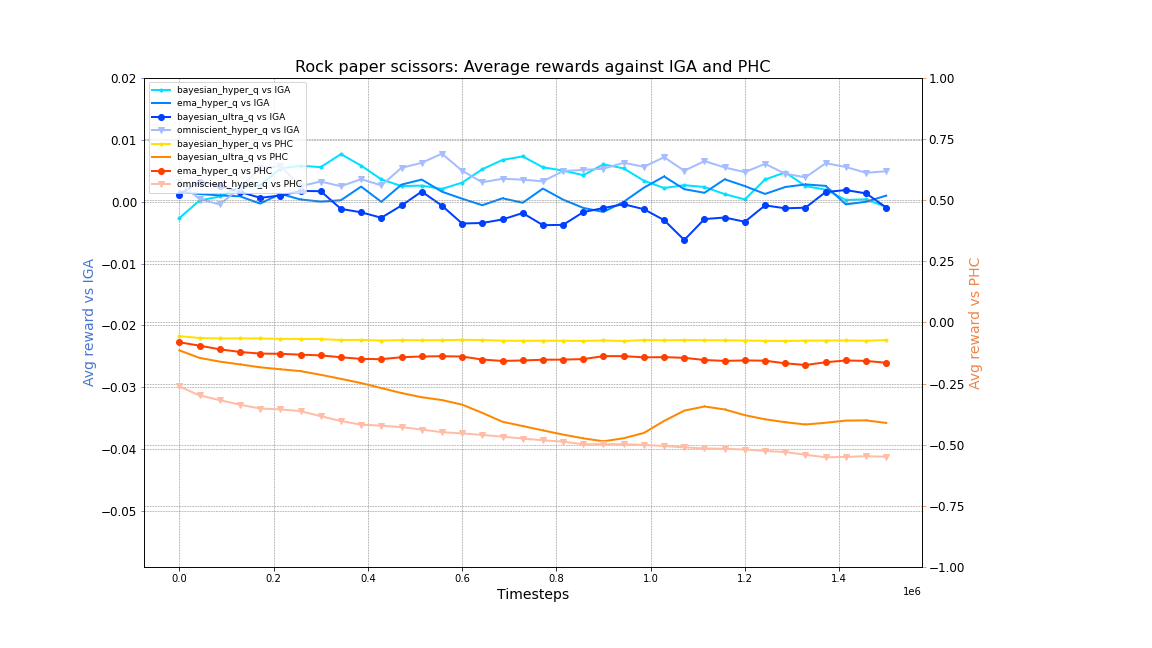 Rock paper scissors: Average rewards against IGA and PHC
bayesian_hyper_q vs IGA
ema_hyper_q vs IGA
bayesian_ultra_q vs IGA
omniscient_hyper_q vs IGA
bayesian_hyper_q vs PHC
bayesian_ultra_q vs PHC
ema_hyper_q vs PHC
omniscient_hyper_q vs PHC
Avg reward vs IGA
0.02
0.01
0.00
−0.01
−0.02
−0.03
−0.04
−0.05
1.00
0.75
0.50
0.25
0.00
−0.25
−0.50
−0.75
−1.00
Avg reward vs PHC
0.0 0.2 0.4 0.6 0.8 1.0 1.2 1.4
1e6
Timesteps